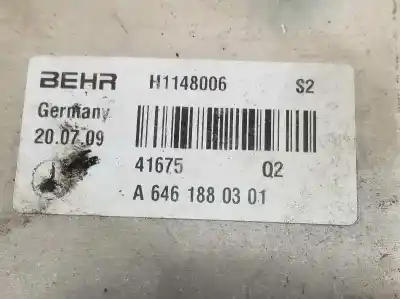 BEHR H1148006 S2
Germany
20.07.09
41675 Q2
A 646 188 03 01